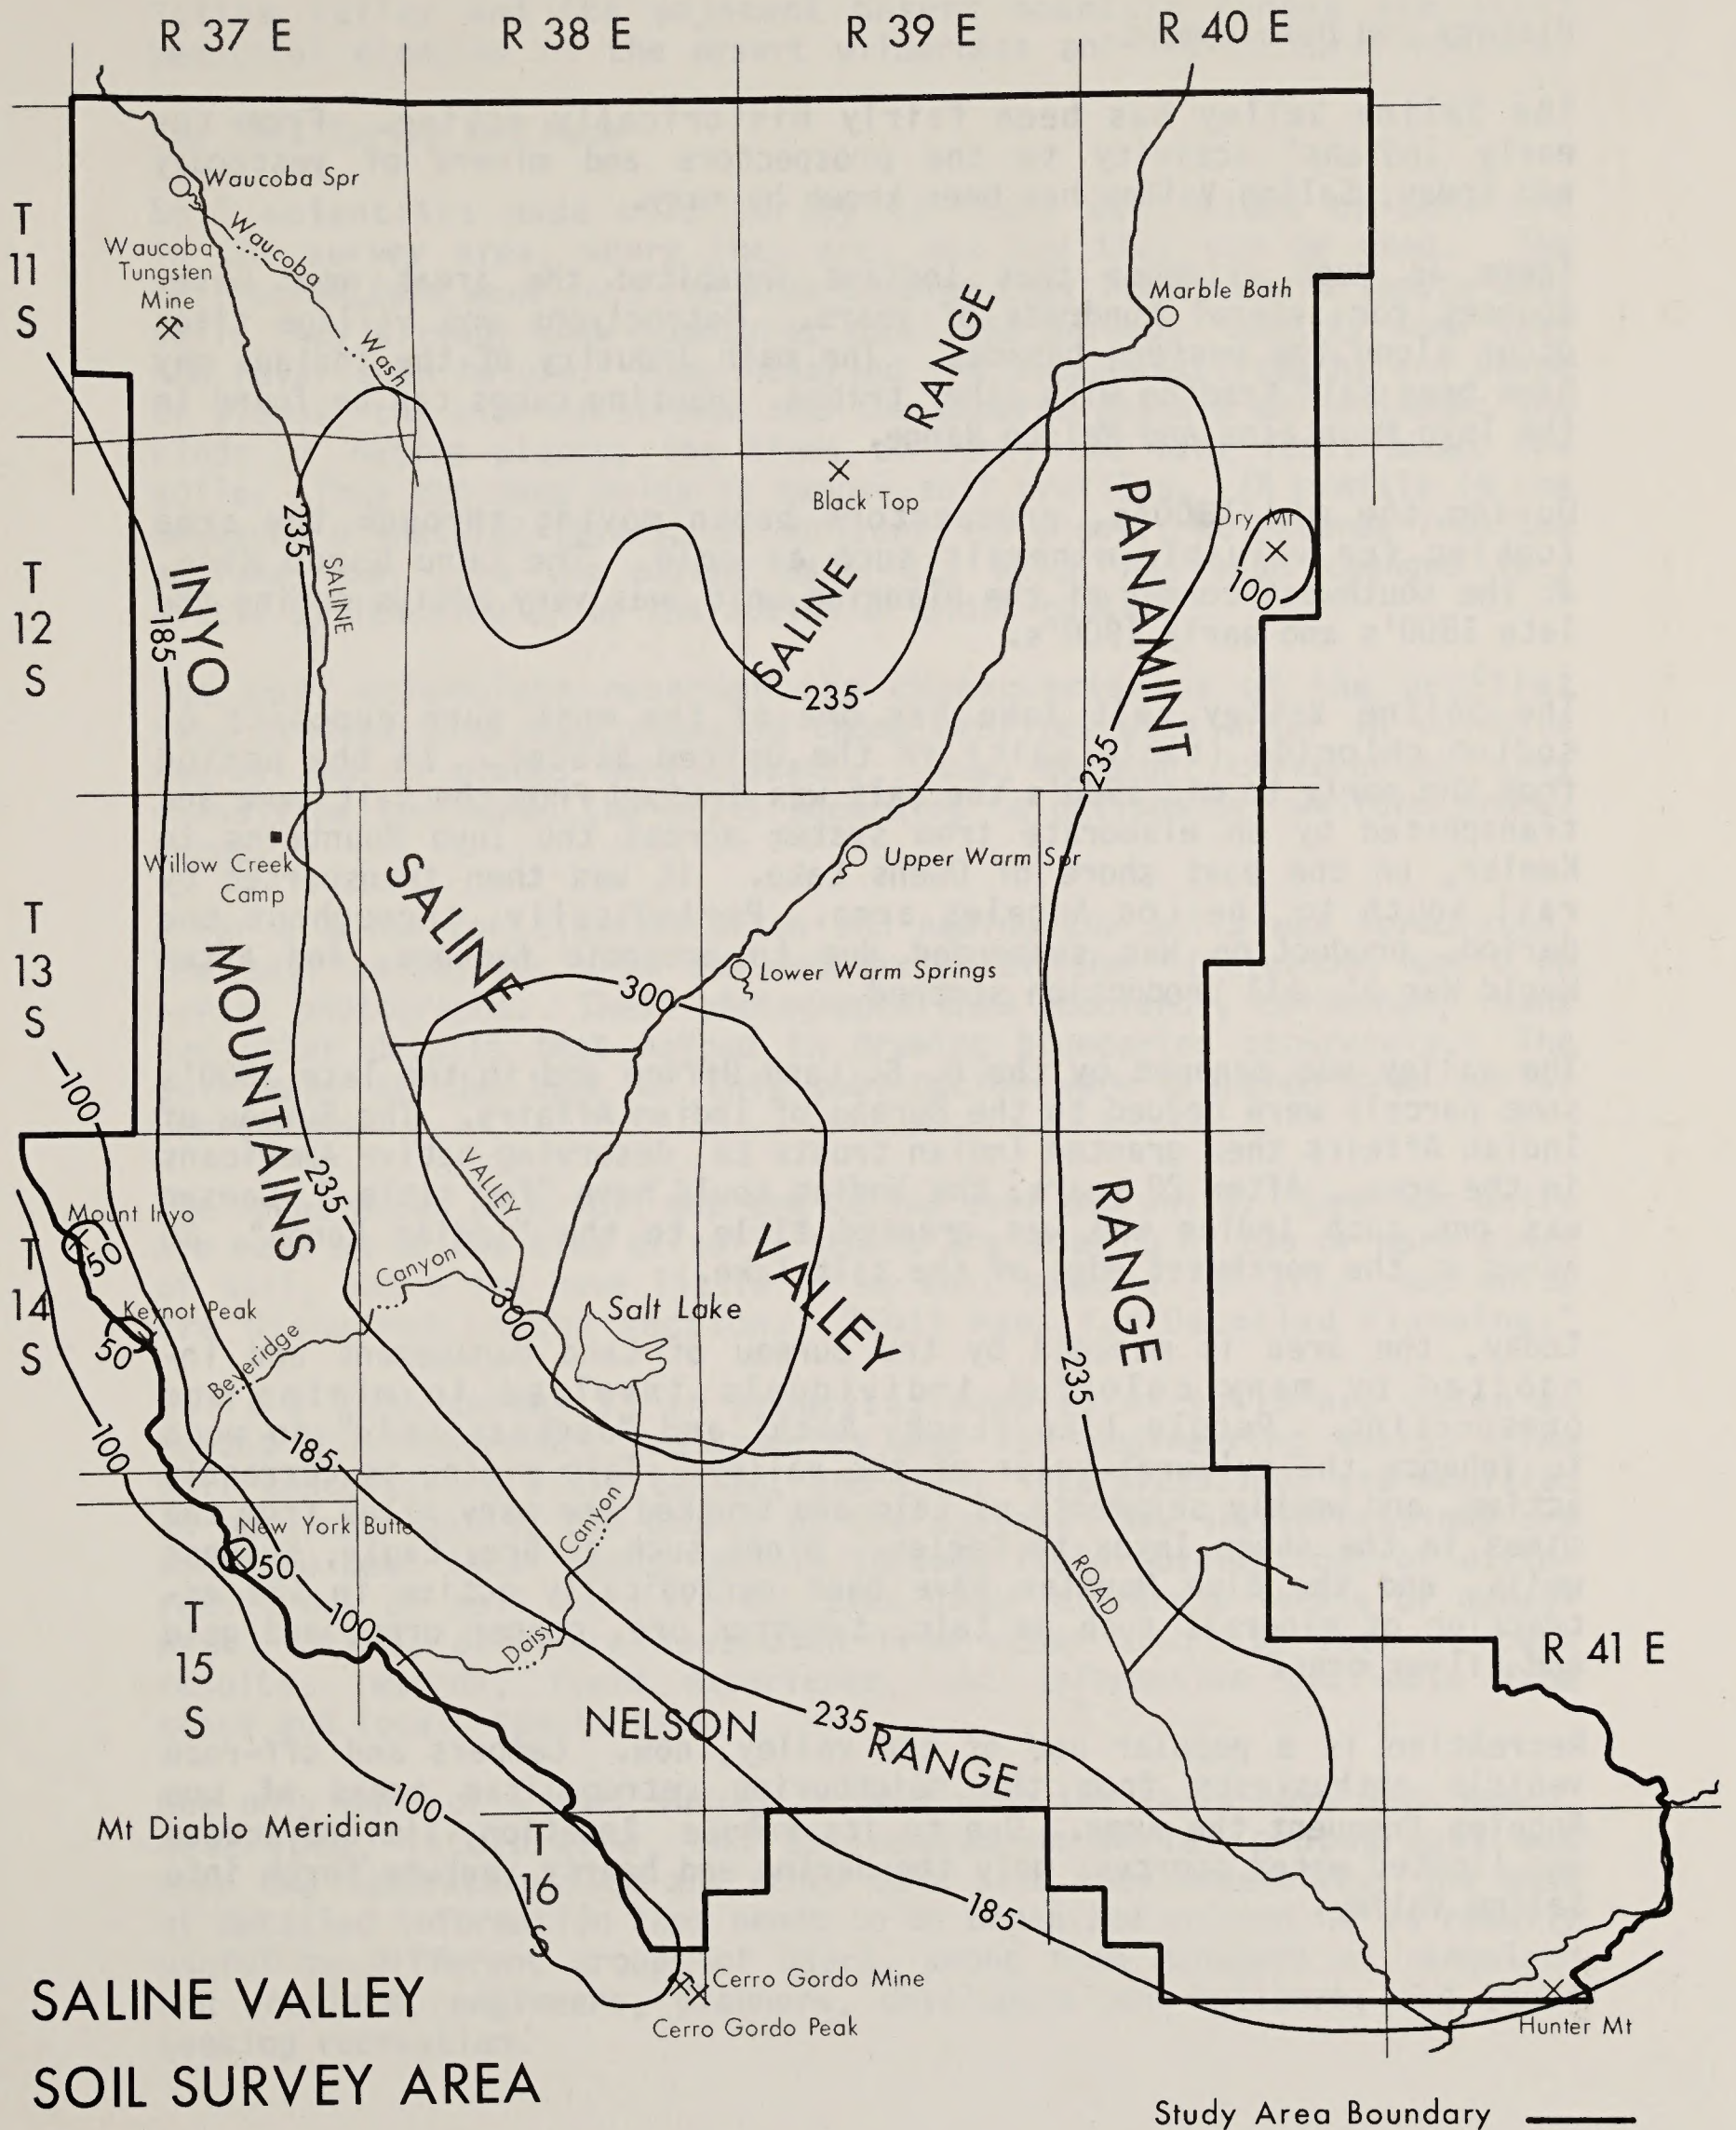 R 37 E
R 38 E
R 39 E
R 40 E
T
11
S
Waucoba Spr
Waucoba
Wash
Waucoba
Tungsten
Mine
Marble Bath
RANGE
Black Top
PANAMINT
Dry Mt
100
235
SALINE
T
12
S
INYO
185
SALINE
235
235
Willow Creek
Camp
Upper Warm Spr
SALINE
T
13
S
MOUNTAINS
Lower Warm Springs
300
100
235
VALLEY
RANGE
Mount Inyo
50
T
14
S
Canyon
VALLEY
Keynot Peak
50
300
Salt Lake
Beveridge
235
100
185
Canyon
New York Butte
50
ROAD
100
Daisy
T
15
S
R 41 E
NELSON
235
RANGE
100
Mt Diablo Meridian
T
16
S
185
Cerro Gordo Mine
Cerro Gordo Peak
Hunter Mt
SALINE VALLEY
SOIL SURVEY AREA
Study Area Boundary